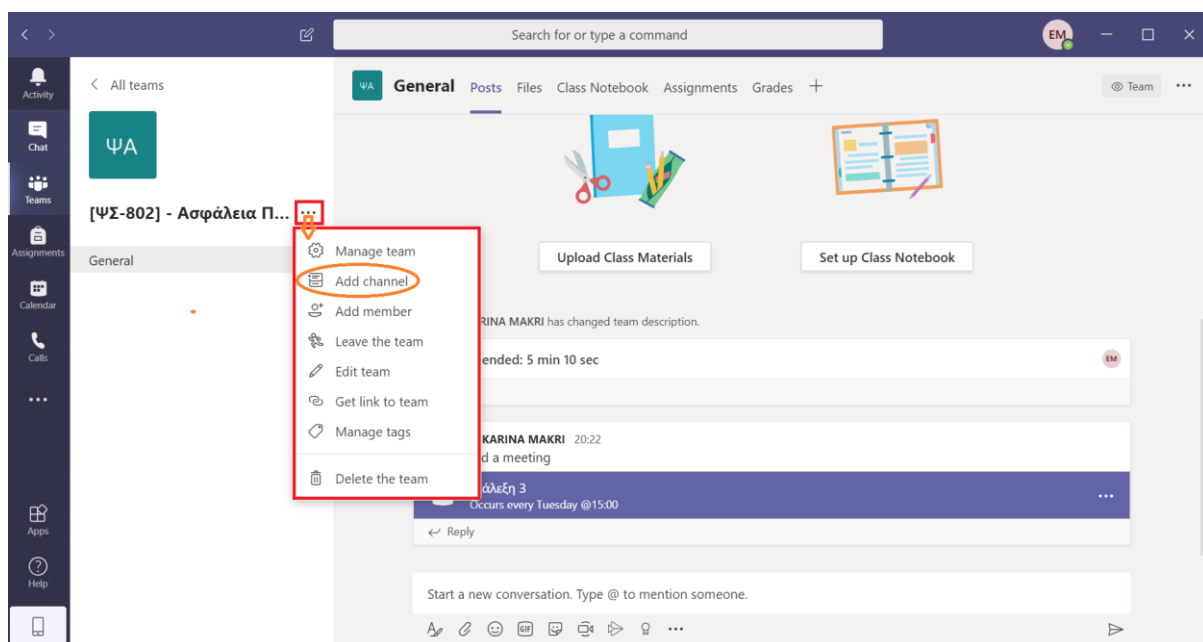 Search for or type a command
EM
Activity
Chat
Teams
Assignments
Calendar
Calls
Apps
Help
All teams
ΨΑ
[ΨΣ-802] - Ασφάλεια Π... ...
General
Manage team
Add channel
Add member
Leave the team
Edit team
Get link to team
Manage tags
Delete the team
ΨΑ General Posts Files Class Notebook Assignments Grades
Team
Upload Class Materials
Set up Class Notebook
RINA MAKRI has changed team description.
ended: 5 min 10 sec
EM
KARINA MAKRI 20:22
d a meeting
άλεξη 3
Occurs every Tuesday @15:00
Reply
Start a new conversation. Type @ to mention someone.
GIF